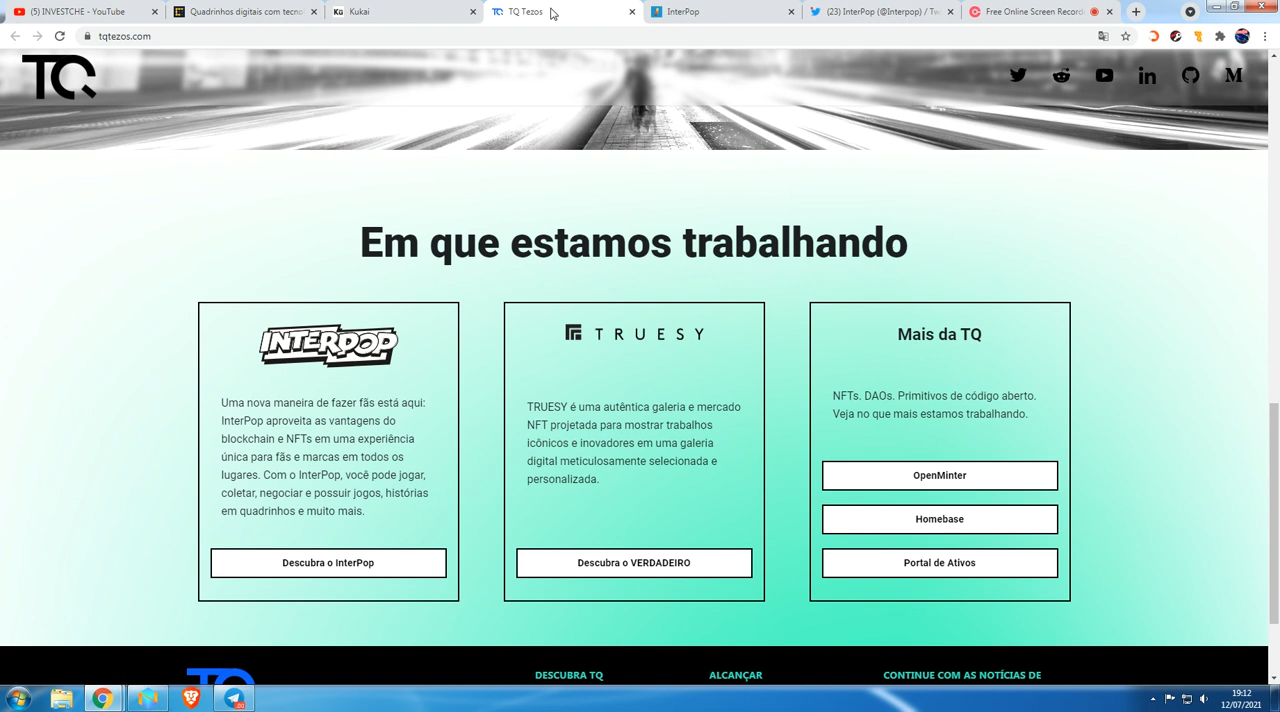 (5) INVESTCHE - YouTube
Quadrinhos digitais com tecno
Kukai
TQ Tezos
InterPop
(23) InterPop (@Interpop) / Tw
Free Online Screen Record
tqtezos.com
TQ
Em que estamos trabalhando
INTERPOP
Uma nova maneira de fazer fãs está aqui:
InterPop aproveita as vantagens do
blockchain e NFTs em uma experiência
única para fãs e marcas em todos os
lugares. Com o InterPop, você pode jogar,
coletar, negociar e possuir jogos, histórias
em quadrinhos e muito mais.
Descubra o InterPop
TRUESY
TRUESY é uma autêntica galeria e mercado
NFT projetada para mostrar trabalhos
icônicos e inovadores em uma galeria
digital meticulosamente selecionada e
personalizada.
Descubra o VERDADEIRO
Mais da TQ
NFTs. DAOs. Primitivos de código aberto.
Veja no que mais estamos trabalhando.
OpenMinter
Homebase
Portal de Ativos
TQ
DESCUBRA TQ
ALCANÇAR
CONTINUE COM AS NOTÍCIAS DE
19:12
12/07/2021